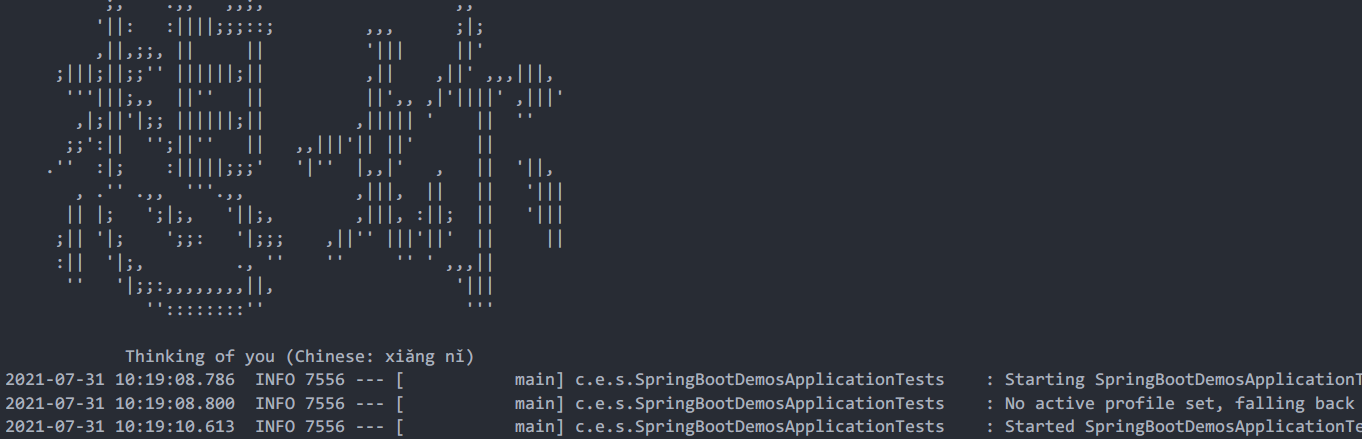 想妳
Thinking of you (Chinese: xiǎng nǐ)
2021-07-31 10:19:08.786  INFO 7556 --- [           main] c.e.s.SpringBootDemosApplicationTests    : Starting SpringBootDemosApplicationT
2021-07-31 10:19:08.800  INFO 7556 --- [           main] c.e.s.SpringBootDemosApplicationTests    : No active profile set, falling back
2021-07-31 10:19:10.613  INFO 7556 --- [           main] c.e.s.SpringBootDemosApplicationTests    : Started SpringBootDemosApplicationTe